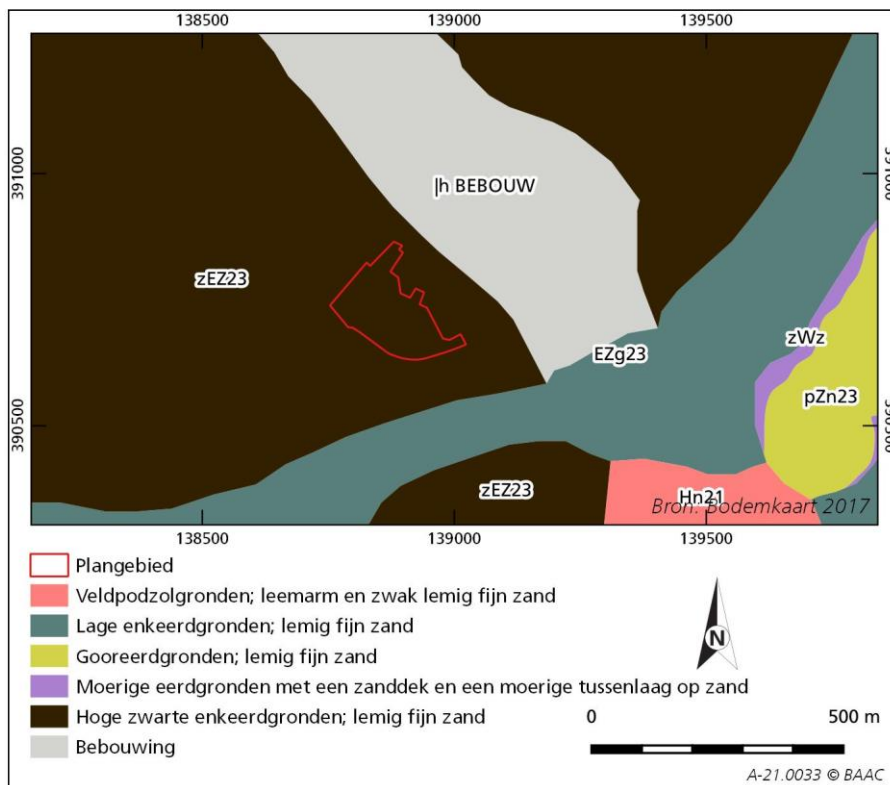 138500 139000 139500
391000 391000
|h BEBOUW
zEZ23
EZg23
zWz
pZn23
390500 390500
zEZ23
Hn21
Bron: Bodemkaart 2017
138500 139000 139500
Plangebied
Veldpodzolgronden; leemarm en zwak lemig fijn zand
Lage enkeerdgronden; lemig fijn zand
Gooreerdgronden; lemig fijn zand
Moerige eerdgronden met een zanddek en een moerige tussenlaag op zand
Hoge zwarte enkeerdgronden; lemig fijn zand
Bebouwing
N
0 500 m
A-21.0033 © BAAC